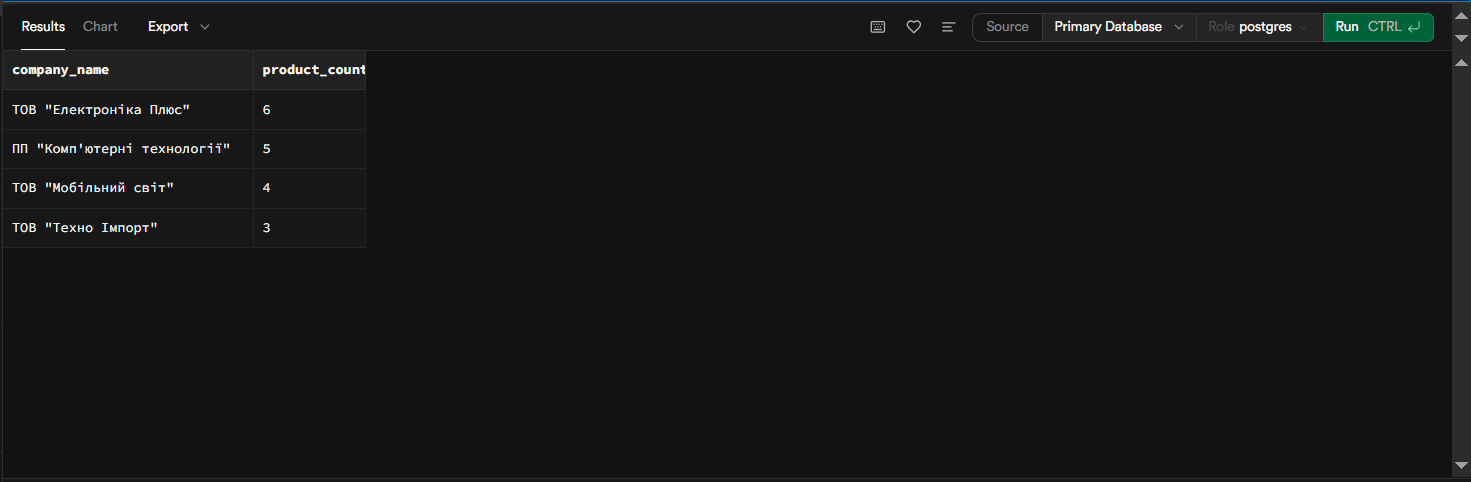 Results Chart Export Source Primary Database Role postgres Run CTRL
company_name product_count
ТОВ "Електроніка Плюс" 6
ПП "Комп'ютерні технології" 5
ТОВ "Мобільний світ" 4
ТОВ "Техно Імпорт" 3